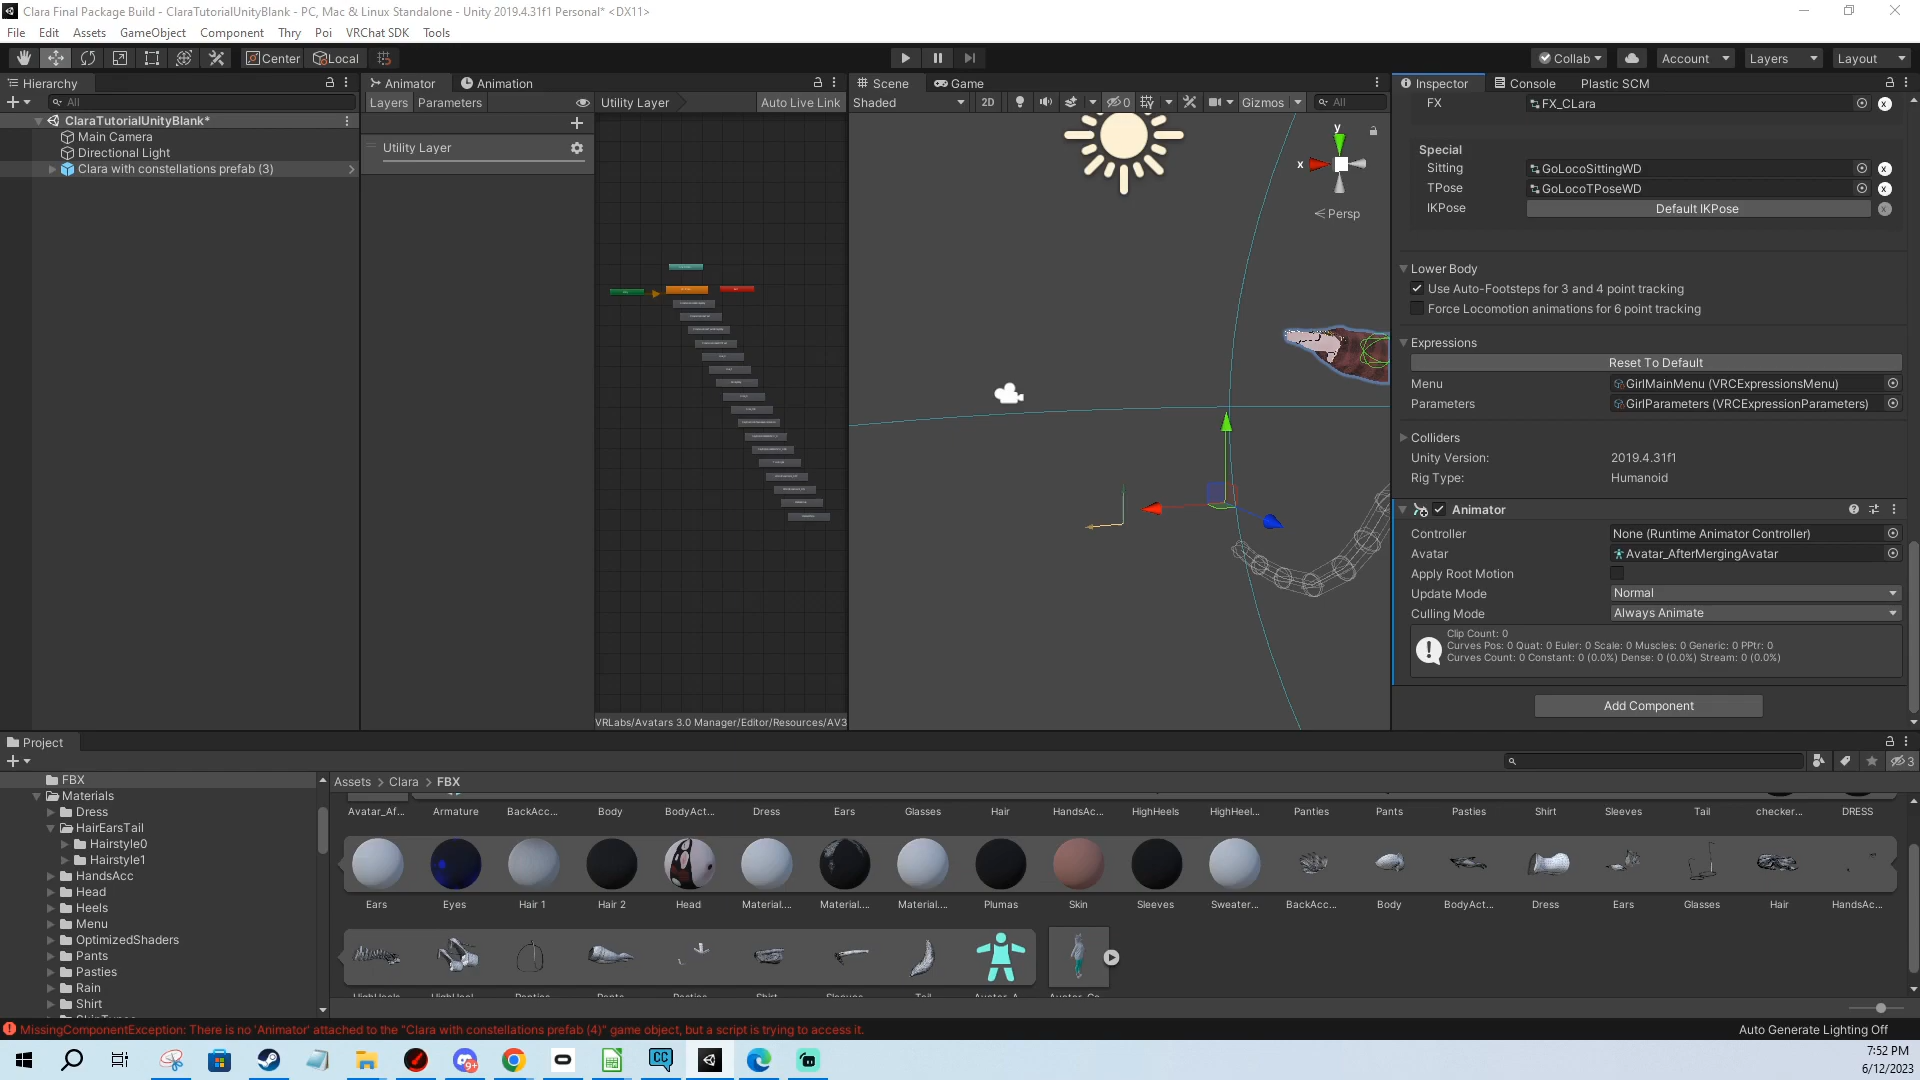 Clara Final Package Build - ClaraTutorialUnityBlank - PC, Mac & Linux Standalone - Unity 2019.4.31f1 Personal* <DX11>
File Edit Assets GameObject Component Thry Poi VRChat SDK Tools
Center Local Collab Account Layers Layout
Hierarchy
All
ClaraTutorialUnityBlank*
Main Camera
Directional Light
Clara with constellations prefab (3)
Animator Animation
Layers Parameters Utility Layer Auto Live Link
Utility Layer
VRLabs/Avatars 3.0 Manager/Editor/Resources/AV3
Scene Game
Shaded 2D 0 Gizmos All
y
x
Persp
Inspector Console Plastic SCM
FX FX_CLara
Special
Sitting GoLocoSittingWD
TPose GoLocoTPoseWD
IKPose Default IKPose
Lower Body
Use Auto-Footsteps for 3 and 4 point tracking
Force Locomotion animations for 6 point tracking
Expressions
Reset To Default
Menu GirlMainMenu (VRCExpressionsMenu)
Parameters GirlParameters (VRCExpressionParameters)
Colliders
Unity Version: 2019.4.31f1
Rig Type: Humanoid
Animator
Controller None (Runtime Animator Controller)
Avatar Avatar_AfterMergingAvatar
Apply Root Motion
Update Mode Normal
Culling Mode Always Animate
Clip Count: 0
Curves Pos: 0 Quat: 0 Euler: 0 Scale: 0 Muscles: 0 Generic: 0 PPtr: 0
Curves Count: 0 Constant: 0 (0.0%) Dense: 0 (0.0%) Stream: 0 (0.0%)
Add Component
Project
3
FBX
Materials
Dress
HairEarsTail
Hairstyle0
Hairstyle1
HandsAcc
Head
Heels
Menu
OptimizedShaders
Pants
Pasties
Rain
Shirt
Assets > Clara > FBX
Avatar_Af... Armature BackAcc... Body BodyAct... Dress Ears Glasses Hair HandsAc... HighHeels HighHeel... Panties Pants Pasties Shirt Sleeves Tail checker... DRESS
Ears Eyes Hair 1 Hair 2 Head Material.... Material.... Material.... Plumas Skin Sleeves Sweater... BackAcc... Body BodyAct... Dress Ears Glasses Hair HandsAc...
MissingComponentException: There is no 'Animator' attached to the "Clara with constellations prefab (4)" game object, but a script is trying to access it.
Auto Generate Lighting Off
9+
CC
7:52 PM
6/12/2023